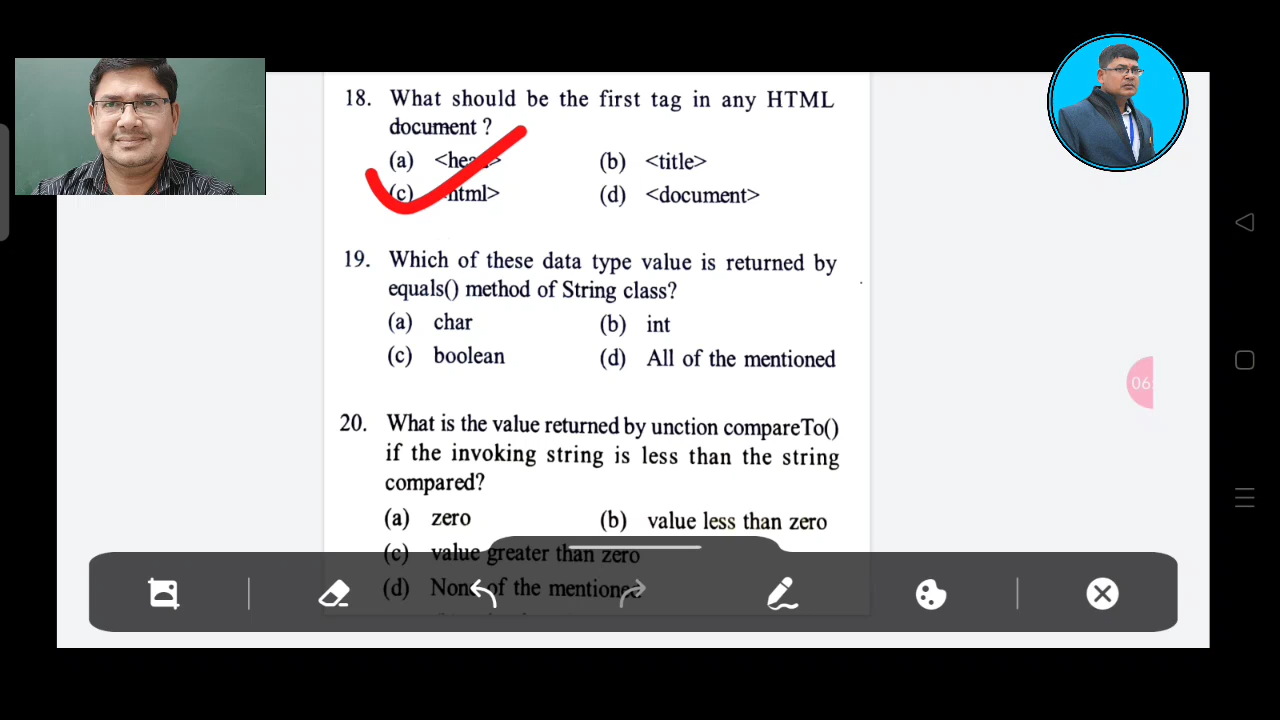 18. What should be the first tag in any HTML
document ?
(a) <head> (b) <title>
(c) <html> (d) <document>
19. Which of these data type value is returned by
equals() method of String class?
(a) char (b) int
(c) boolean (d) All of the mentioned
06
20. What is the value returned by unction compareTo()
if the invoking string is less than the string
compared?
(a) zero (b) value less than zero
(c) value greater than zero
(d) None of the mentioned